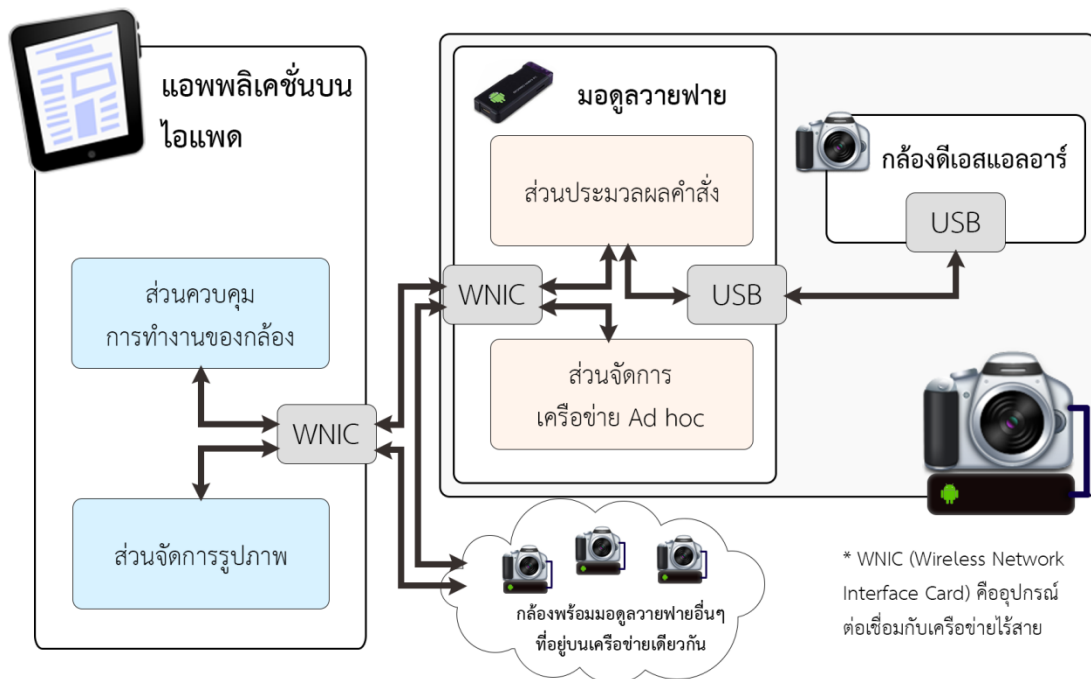 แอพพลิเคชั่นบน
ไอแพด
ส่วนควบคุม
การทำงานของกล้อง
WNIC
ส่วนจัดการรูปภาพ
มอดูลวายฟาย
ส่วนประมวลผลคำสั่ง
WNIC
USB
ส่วนจัดการ
เครือข่าย Ad hoc
กล้องดีเอสแอลอาร์
USB
กล้องพร้อมมอดูลวายฟายอื่นๆ
ที่อยู่บนเครือข่ายเดียวกัน
* WNIC (Wireless Network
Interface Card) คืออุปกรณ์
ต่อเชื่อมกับเครือข่ายไร้สาย